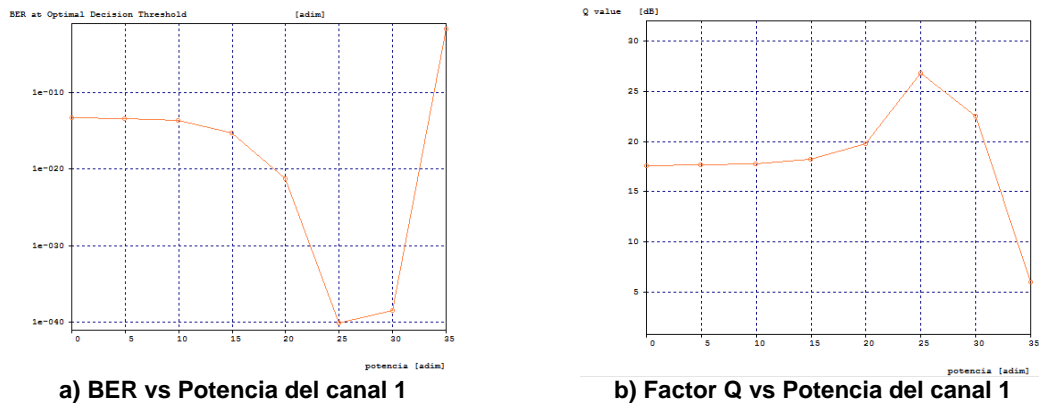 BER at Optimal Decision Threshold [adim]
1e-010
1e-020
1e-030
1e-040
0 5 10 15 20 25 30 35
potencia [adim]
a) BER vs Potencia del canal 1
Q value [dB]
30
25
20
15
10
5
0 5 10 15 20 25 30 35
potencia [adim]
b) Factor Q vs Potencia del canal 1